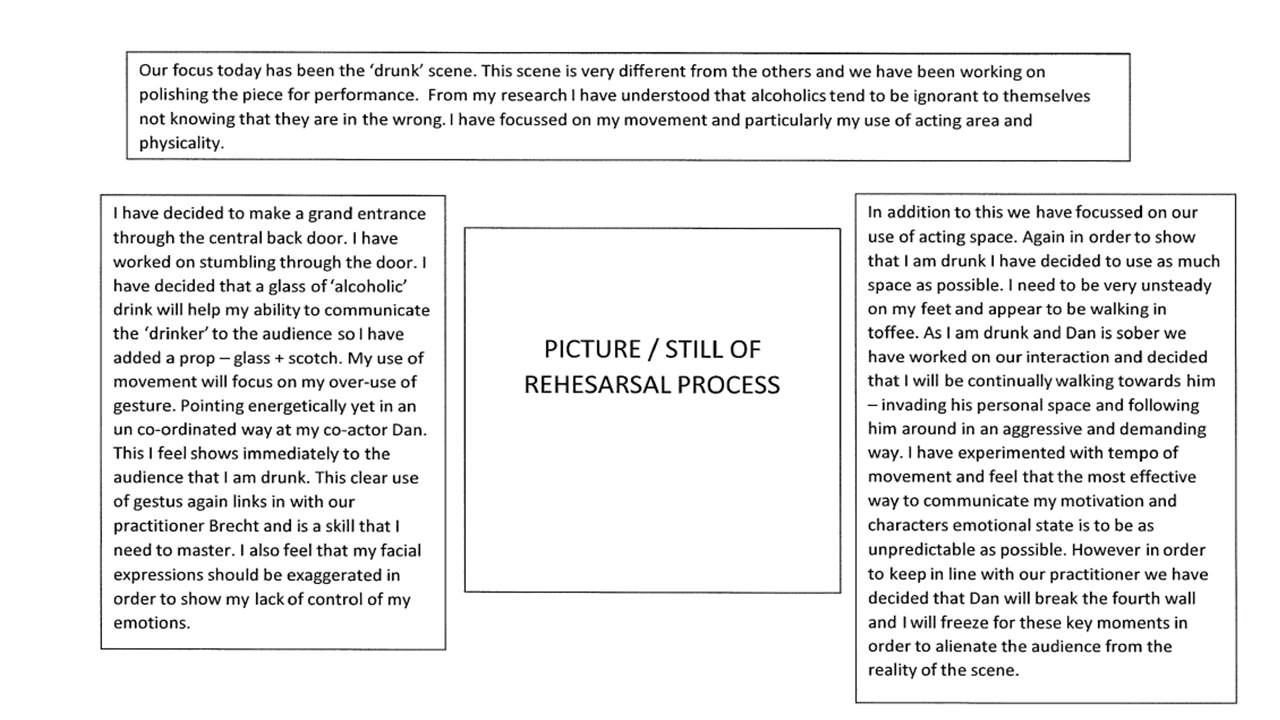 Our focus today has been the ‘drunk’ scene. This scene is very different from the others and we have been working on
polishing the piece for performance.  From my research I have understood that alcoholics tend to be ignorant to themselves
not knowing that they are in the wrong. I have focussed on my movement and particularly my use of acting area and
physicality.
I have decided to make a grand entrance
through the central back door. I have
worked on stumbling through the door. I
have decided that a glass of ‘alcoholic’
drink will help my ability to communicate
the ‘drinker’ to the audience so I have
added a prop – glass + scotch. My use of
movement will focus on my over-use of
gesture. Pointing energetically yet in an
un co-ordinated way at my co-actor Dan.
This I feel shows immediately to the
audience that I am drunk. This clear use
of gestus again links in with our
practitioner Brecht and is a skill that I
need to master. I also feel that my facial
expressions should be exaggerated in
order to show my lack of control of my
emotions.
PICTURE / STILL OF
REHESARSAL PROCESS
In addition to this we have focussed on our
use of acting space. Again in order to show
that I am drunk I have decided to use as much
space as possible. I need to be very unsteady
on my feet and appear to be walking in
toffee. As I am drunk and Dan is sober we
have worked on our interaction and decided
that I will be continually walking towards him
– invading his personal space and following
him around in an aggressive and demanding
way. I have experimented with tempo of
movement and feel that the most effective
way to communicate my motivation and
characters emotional state is to be as
unpredictable as possible. However in order
to keep in line with our practitioner we have
decided that Dan will break the fourth wall
and I will freeze for these key moments in
order to alienate the audience from the
reality of the scene.